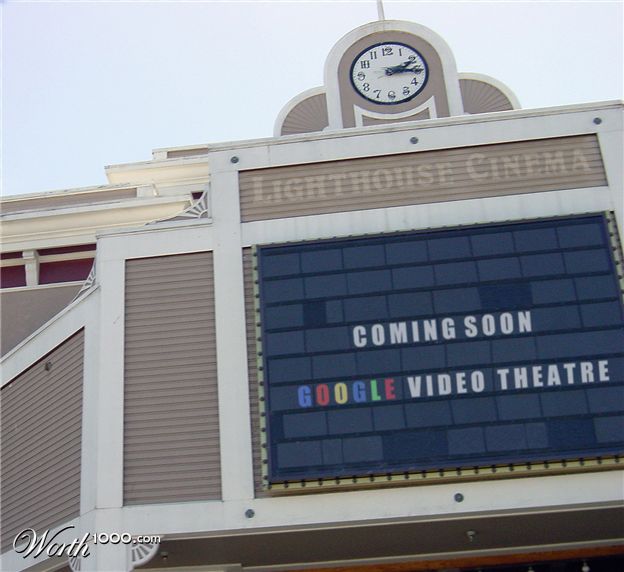 LIGHTHOUSE CINEMA
COMING SOON
GOOGLE VIDEO THEATRE
Worth1000.com